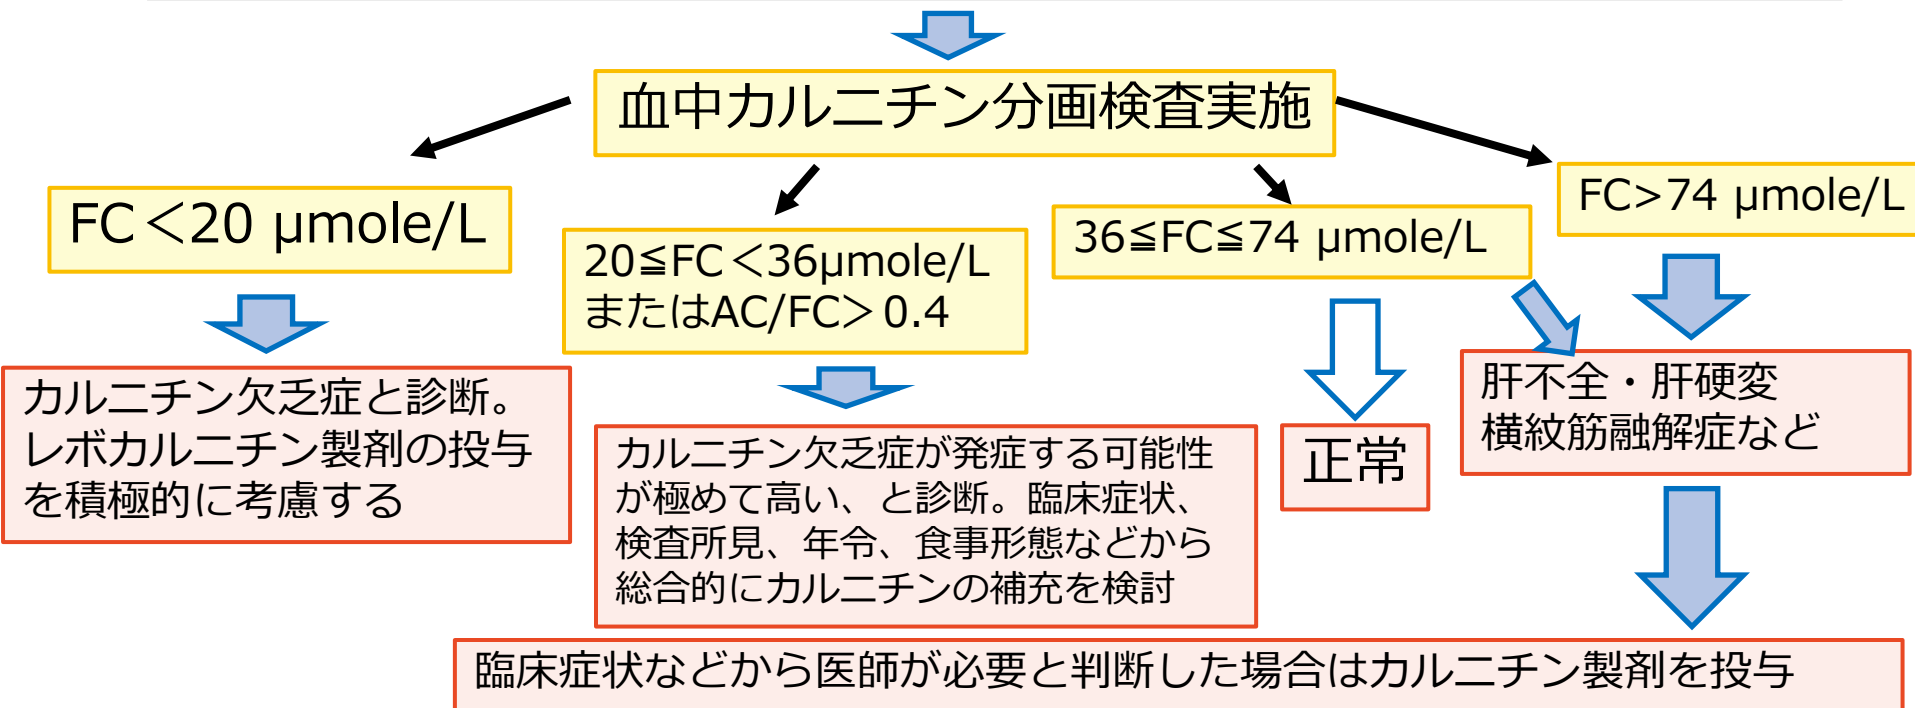 血中カルニチン分画検査実施
FC＜20 μmole/L
20≦FC＜36μmole/L
またはAC/FC＞0.4
36≦FC≦74 μmole/L
FC>74 μmole/L
カルニチン欠乏症と診断。
レボカルニチン製剤の投与
を積極的に考慮する
カルニチン欠乏症が発症する可能性
が極めて高い、と診断。臨床症状、
検査所見、年令、食事形態などから
総合的にカルニチンの補充を検討
正常
肝不全・肝硬変
横紋筋融解症など
臨床症状などから医師が必要と判断した場合はカルニチン製剤を投与